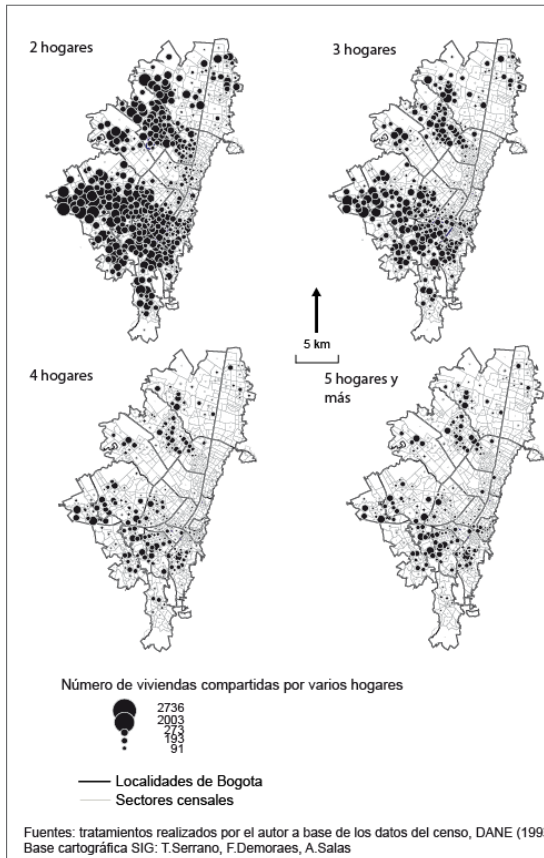 2 hogares
3 hogares
5 km
4 hogares
5 hogares y
más
Número de viviendas compartidas por varios hogares
2736
2003
273
193
91
Localidades de Bogota
Sectores censales
Fuentes: tratamientos realizados por el autor a base de los datos del censo, DANE (1993
Base cartográfica SIG: T.Serrano, F.Demoraes, A.Salas